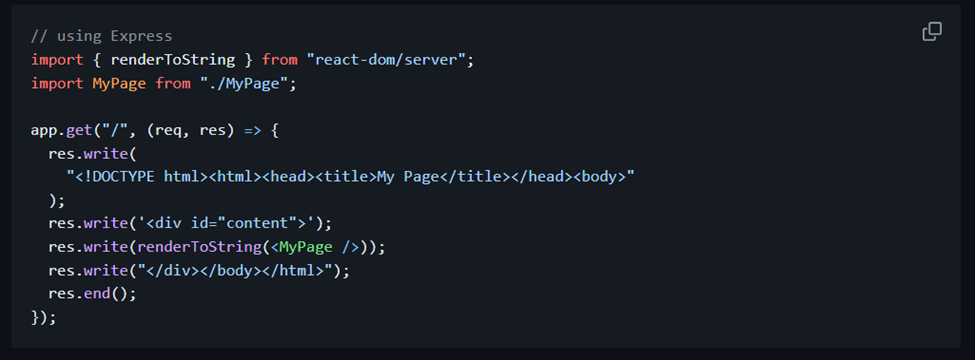 // using Express
import { renderToString } from "react-dom/server";
import MyPage from "./MyPage";
app.get("/", (req, res) => {
res.write(
"<!DOCTYPE html><html><head><title>My Page</title></head><body>"
);
res.write('<div id="content">');
res.write(renderToString(<MyPage />));
res.write("</div></body></html>");
res.end();
});